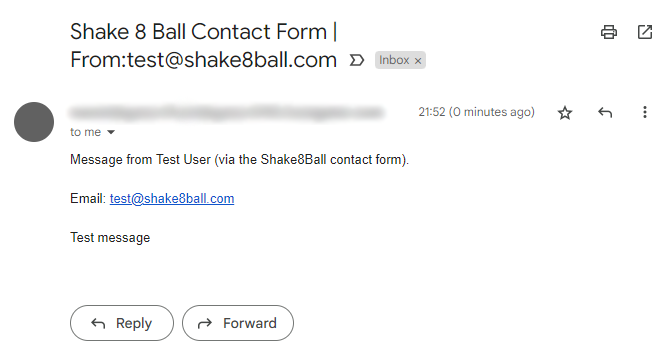 Shake 8 Ball Contact Form |
From:test@shake8ball.com
Inbox ×
21:52 (0 minutes ago)
to me
Message from Test User (via the Shake8Ball contact form).
Email: test@shake8ball.com
Test message
Reply
Forward